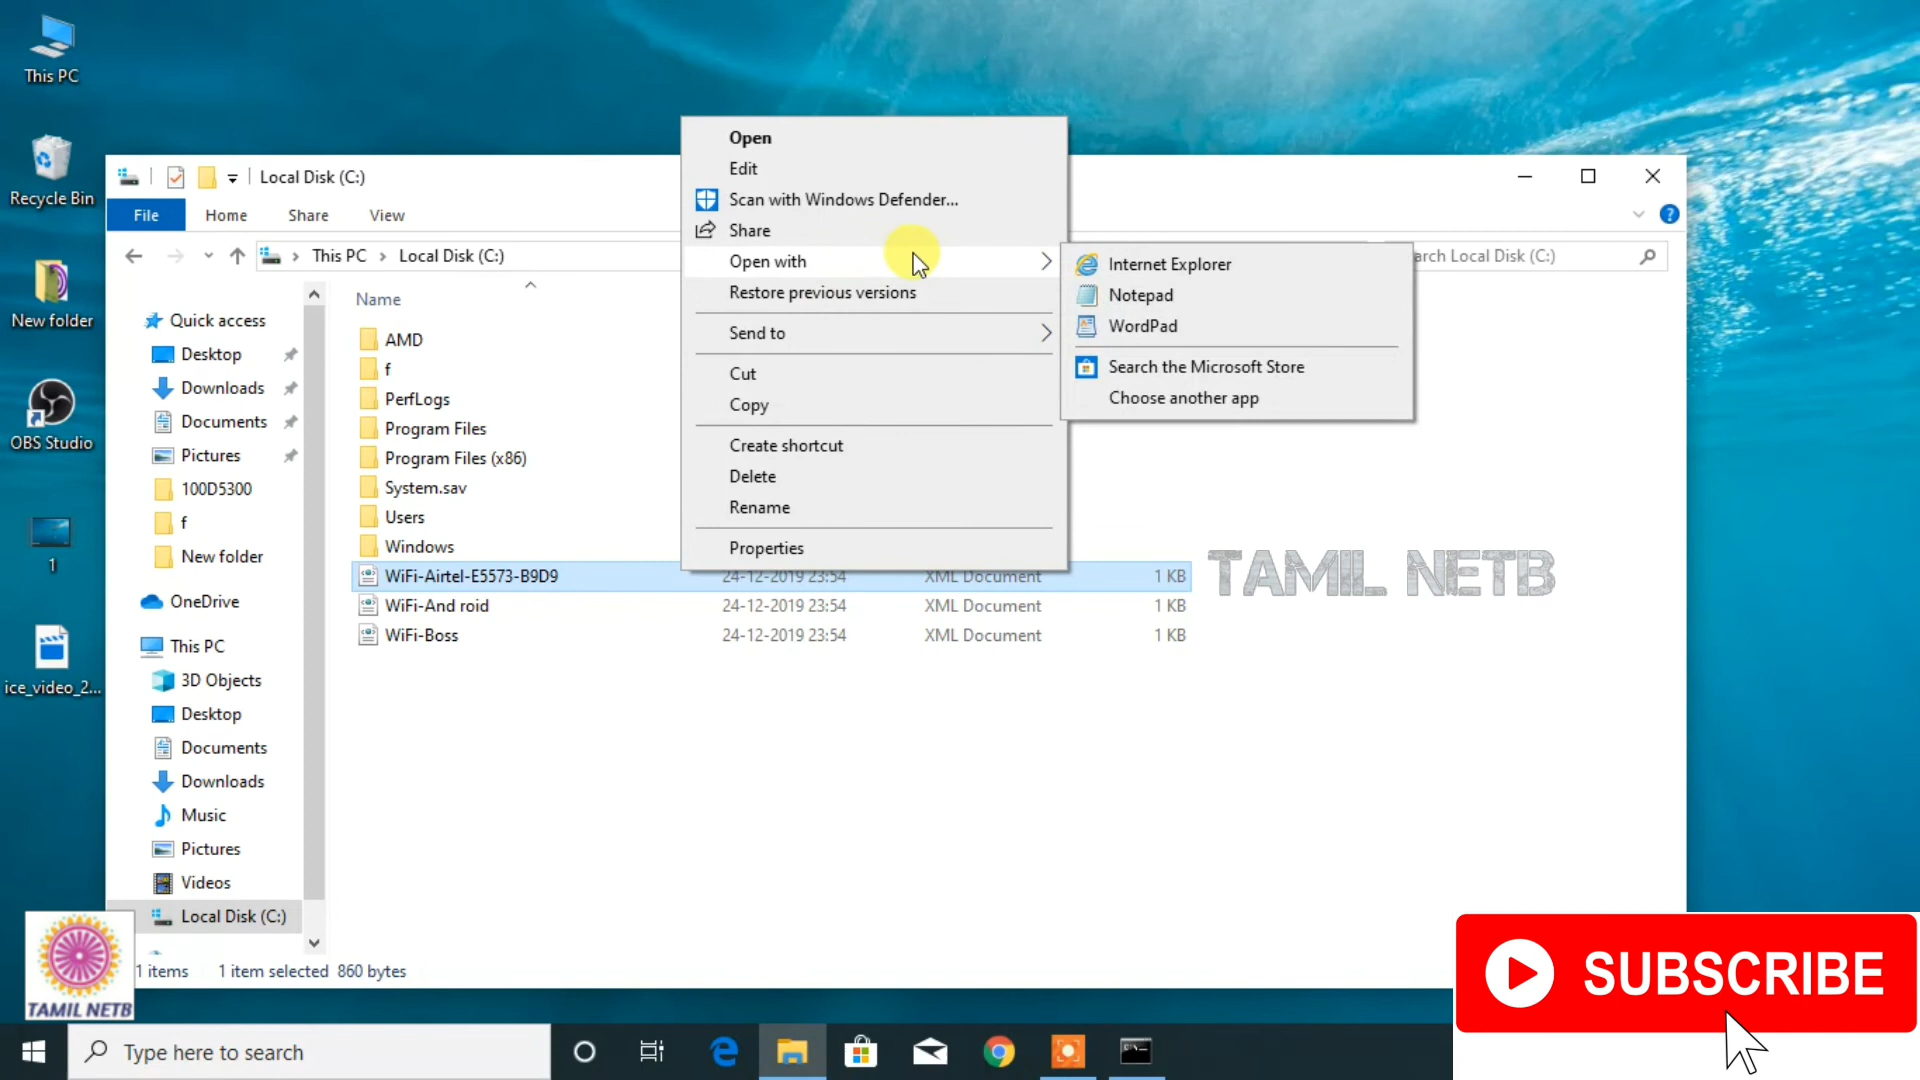 This PC
Recycle Bin
New folder
OBS Studio
1
ice_video_2...
Local Disk (C:)
File
Home
Share
View
This PC
Local Disk (C:)
arch Local Disk (C:)
Quick access
Desktop
Downloads
Documents
Pictures
100D5300
f
New folder
OneDrive
This PC
3D Objects
Desktop
Documents
Downloads
Music
Pictures
Videos
Local Disk (C:)
Name
AMD
f
PerfLogs
Program Files
Program Files (x86)
System.sav
Users
Windows
WiFi-Airtel-E5573-B9D9 24-12-2019 23:54 XML Document 1 KB
WiFi-And roid 24-12-2019 23:54 XML Document 1 KB
WiFi-Boss 24-12-2019 23:54 XML Document 1 KB
Open
Edit
Scan with Windows Defender...
Share
Open with
Restore previous versions
Send to
Cut
Copy
Create shortcut
Delete
Rename
Properties
Internet Explorer
Notepad
WordPad
Search the Microsoft Store
Choose another app
TAMIL NETB
1 items 1 item selected 860 bytes
TAMIL NETB
SUBSCRIBE
Type here to search